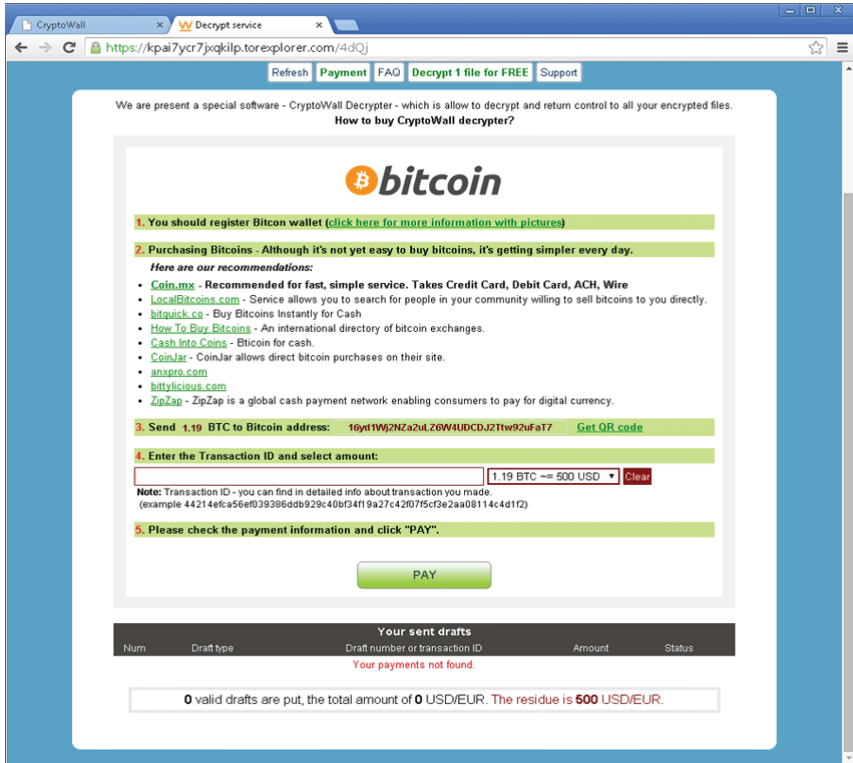 CryptoWall
Decrypt service
https://kpai7ycr7jxqkilp.torexplorer.com/4dQj
Refresh Payment FAQ Decrypt 1 file for FREE Support
We are present a special software - CryptoWall Decrypter - which is allow to decrypt and return control to all your encrypted files.
How to buy CryptoWall decrypter?
bitcoin
1. You should register Bitcon wallet (click here for more information with pictures)
2. Purchasing Bitcoins - Although it's not yet easy to buy bitcoins, it's getting simpler every day.
Here are our recommendations:
• Coin.mx - Recommended for fast, simple service. Takes Credit Card, Debit Card, ACH, Wire
• LocalBitcoins.com - Service allows you to search for people in your community willing to sell bitcoins to you directly.
• bitquick.co - Buy Bitcoins Instantly for Cash
• How To Buy Bitcoins - An international directory of bitcoin exchanges.
• Cash Into Coins - Bticoin for cash.
• CoinJar - CoinJar allows direct bitcoin purchases on their site.
• anxpro.com
• bittylicious.com
• ZipZap - ZipZap is a global cash payment network enabling consumers to pay for digital currency.
3. Send 1.19 BTC to Bitcoin address: 16yd1Wj2NZa2uLZ6W4UDCDJ2Ttw92uFaT7 Get QR code
4. Enter the Transaction ID and select amount:
1.19 BTC ~= 500 USD Clear
Note: Transaction ID - you can find in detailed info about transaction you made.
(example 44214efca56ef039386ddb929c40bf34f19a27c42f07f5cf3e2aa08114c4d1f2)
5. Please check the payment information and click "PAY".
PAY
Your sent drafts
Num Draft type Draft number or transaction ID Amount Status
Your payments not found.
0 valid drafts are put, the total amount of 0 USD/EUR. The residue is 500 USD/EUR.